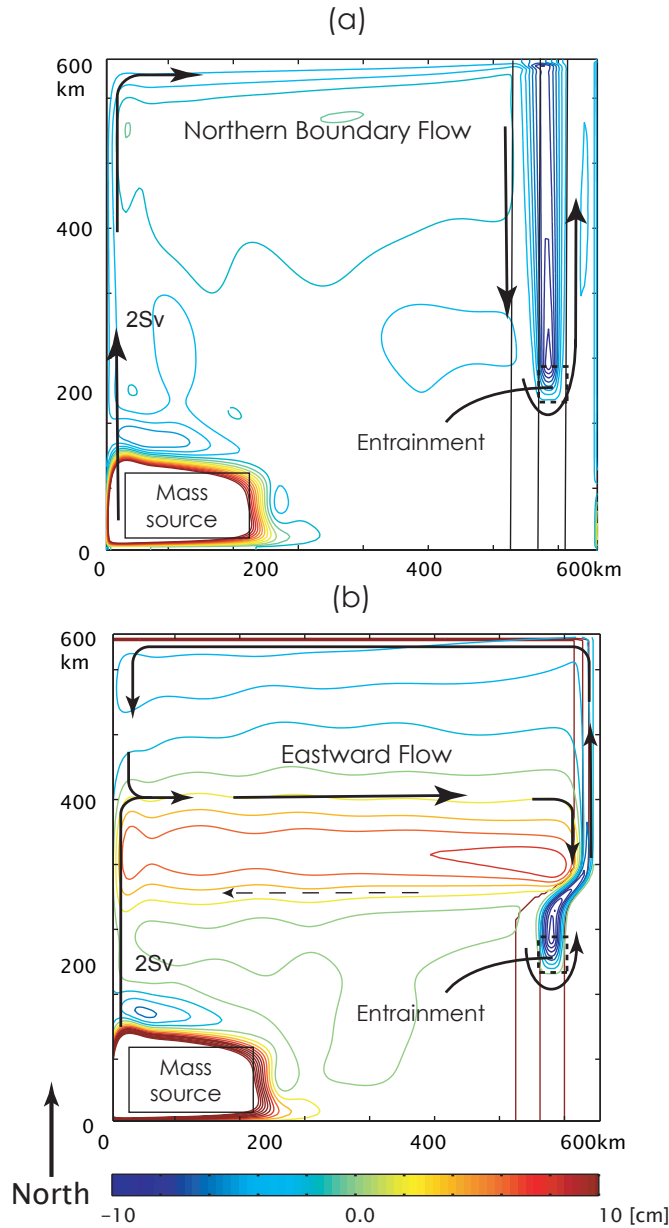 (a)
600
km
Northern Boundary Flow
400
2Sv
200
Entrainment
Mass
source
0
0 200 400 600km
(b)
600
km
Eastward Flow
400
2Sv
200
Entrainment
Mass
source
0
0 200 400 600km
North
-10 0.0 10 [cm]